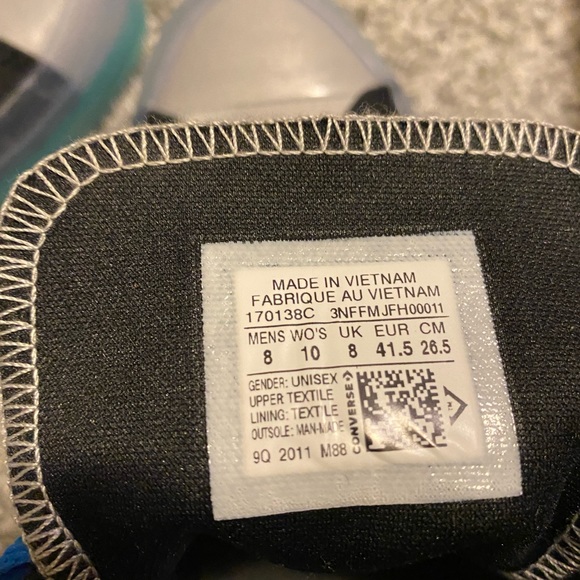 MADE IN VIETNAM
FABRIQUE AU VIETNAM
170138C 3NFFMJFH00011
MENS WO'S UK EUR CM
8 10 8 41.5 26.5
GENDER: UNISEX
UPPER TEXTILE
LINING: TEXTILE
OUTSOLE: MAN-MADE
9Q 2011 M88
CONVERSE